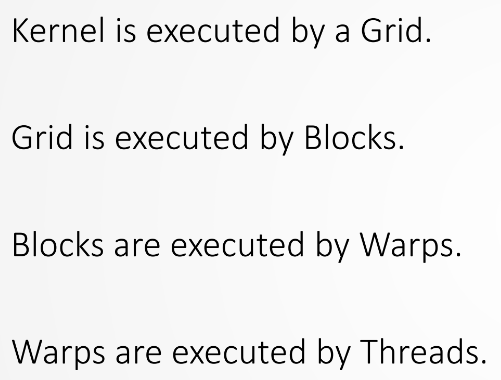 Kernel is executed by a Grid.
Grid is executed by Blocks.
Blocks are executed by Warps.
Warps are executed by Threads.